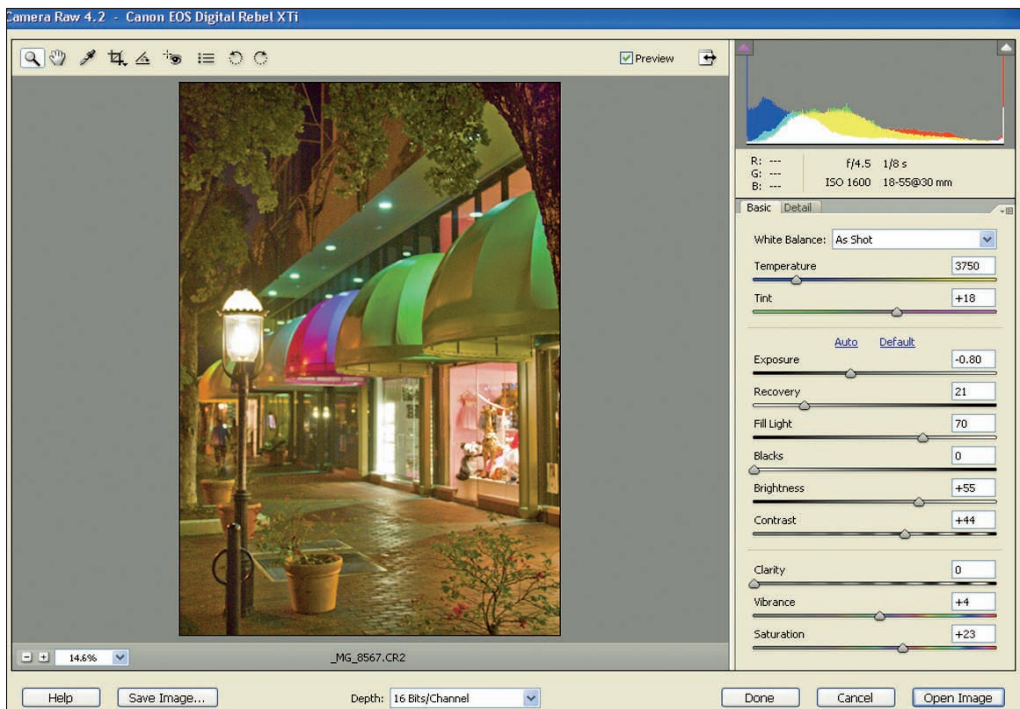 Camera Raw 4.2 - Canon EOS Digital Rebel XTi
Preview
R: ---
G: ---
B: ---
f/4.5 1/8 s
ISO 1600 18-55@30 mm
Basic Detail
White Balance: As Shot
Temperature 3750
Tint +18
Auto Default
Exposure -0.80
Recovery 21
Fill Light 70
Blacks 0
Brightness +55
Contrast +44
Clarity 0
Vibrance +4
Saturation +23
14.6% _MG_8567.CR2
Help Save Image... Depth: 16 Bits/Channel Done Cancel Open Image